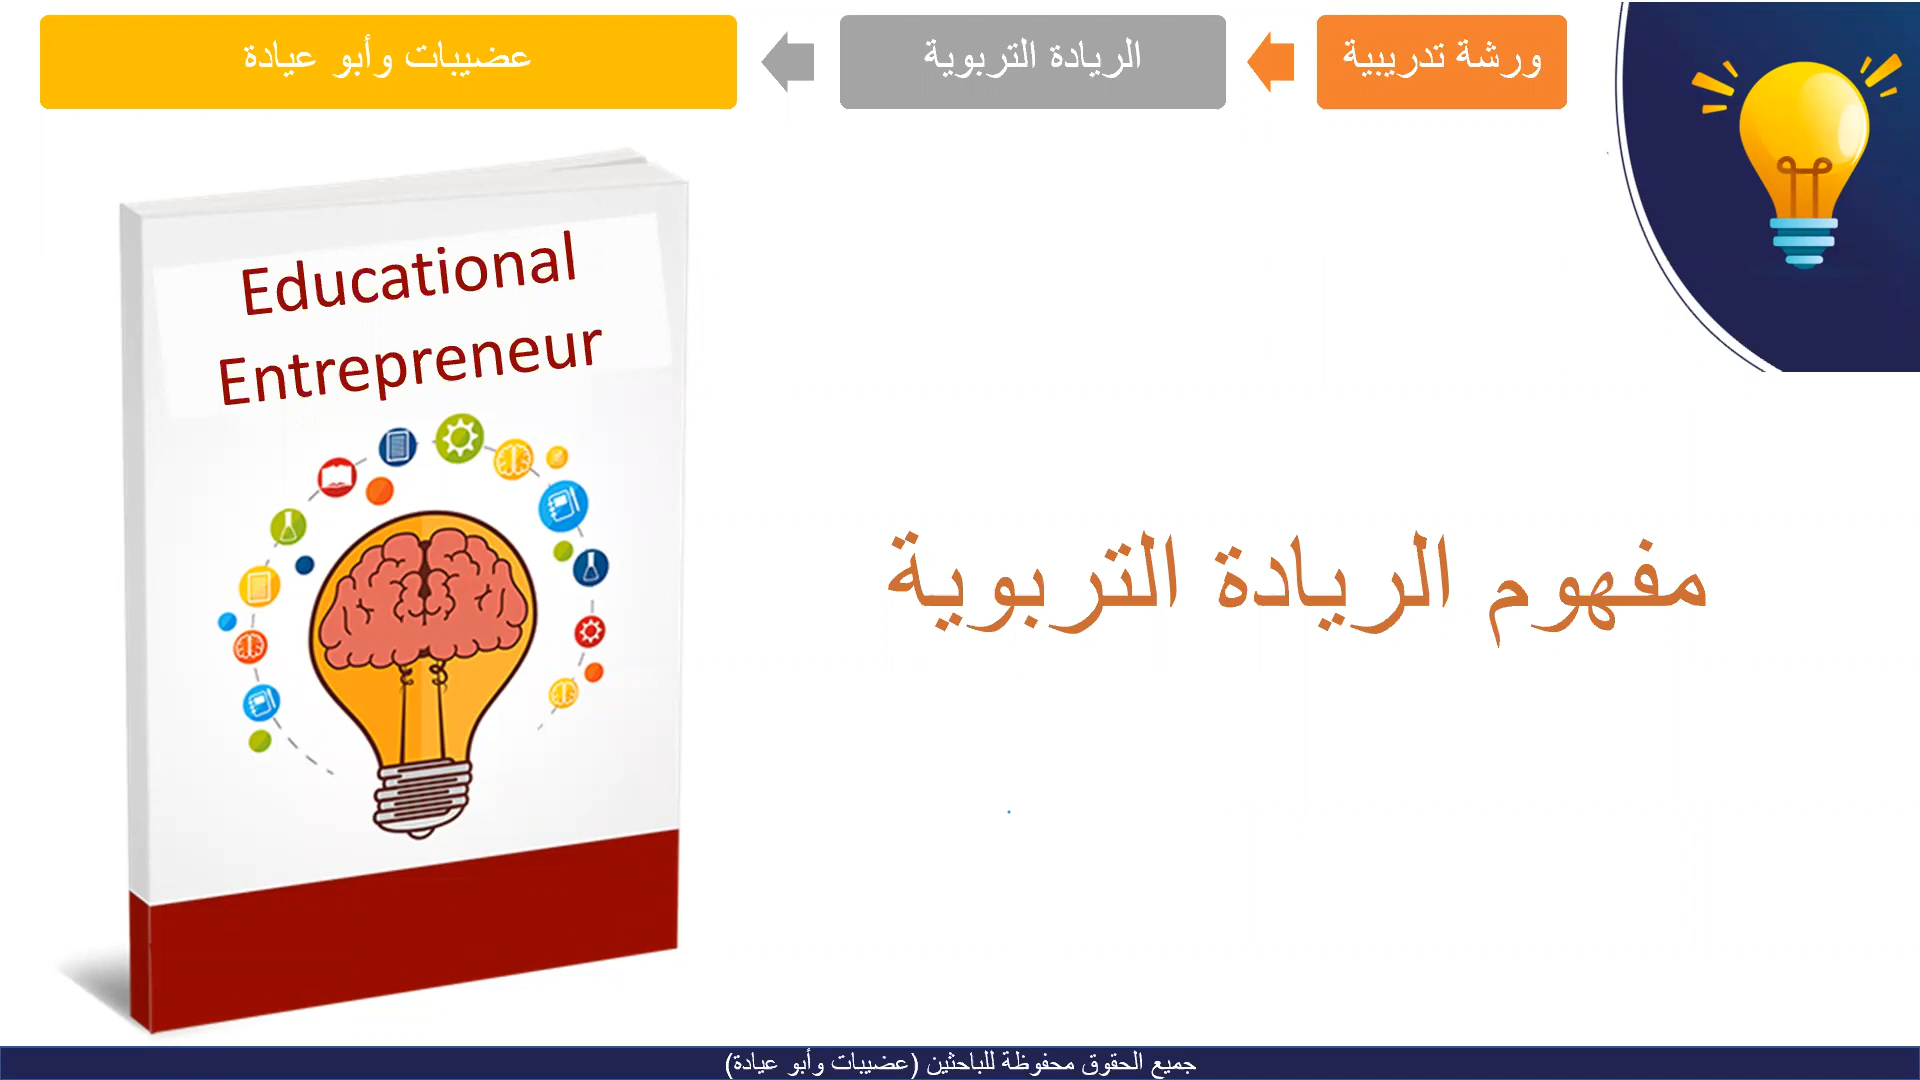 ورشة تدريبية
الريادة التربوية
عضيبات وأبو عيادة
Educational
Entrepreneur
مفهوم الريادة التربوية
جميع الحقوق محفوظة للباحثين (عضيبات وأبو عيادة)